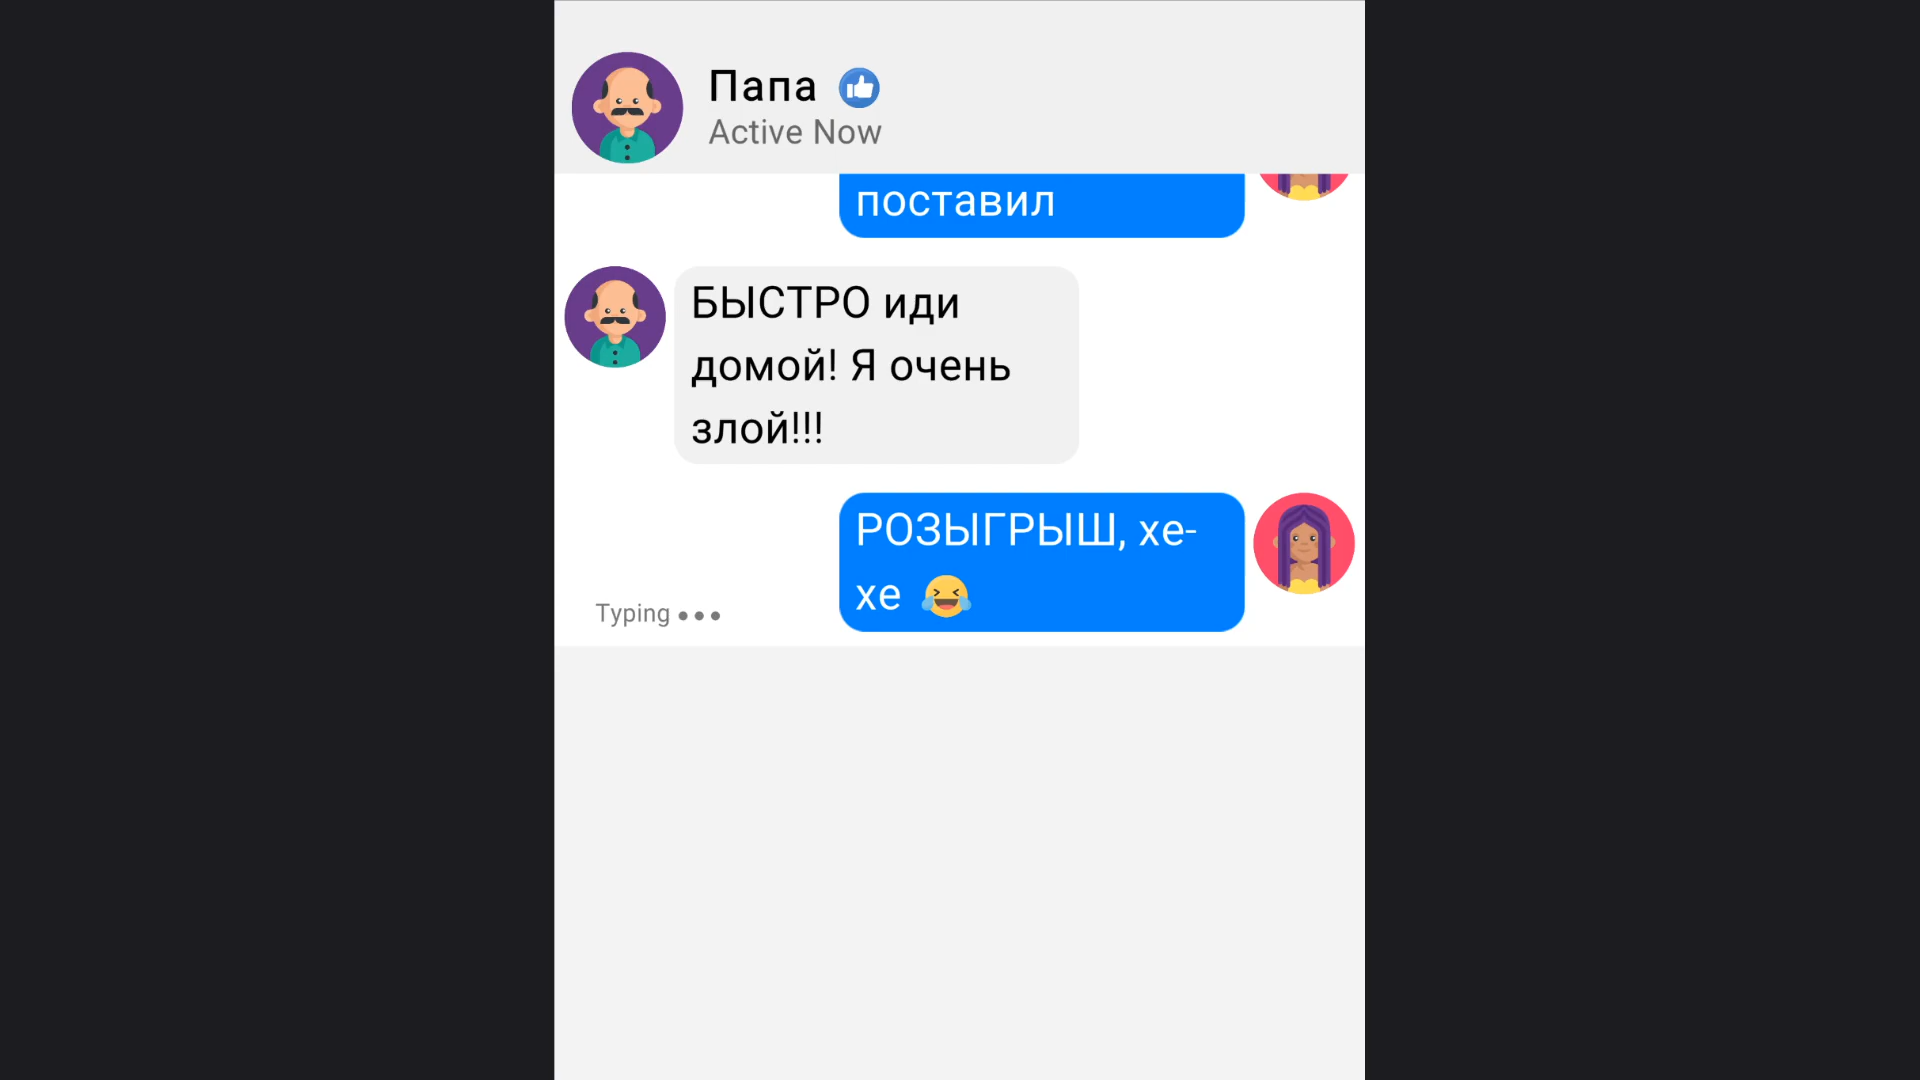 Папа
Active Now
поставил
БЫСТРО иди
домой! Я очень
злой!!!
РОЗЫГРЫШ, хе-
хе 😂
Typing